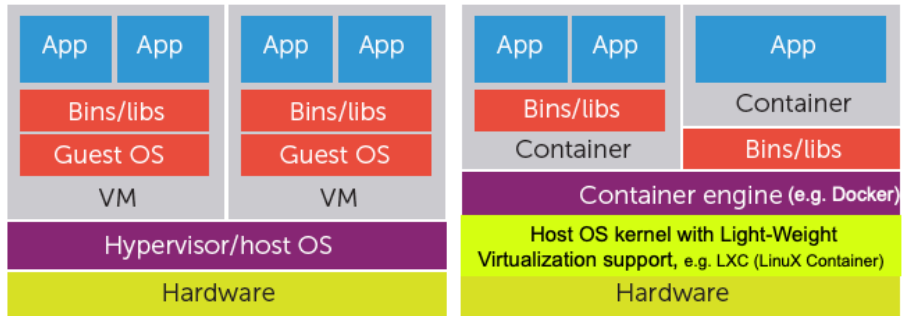 App App
Bins/libs
Guest OS
VM
App App
Bins/libs
Guest OS
VM
Hypervisor/host OS
Hardware
App App
Bins/libs
Container
App
Container
Bins/libs
Container engine (e.g. Docker)
Host OS kernel with Light-Weight
Virtualization support, e.g. LXC (LinuX Container)
Hardware